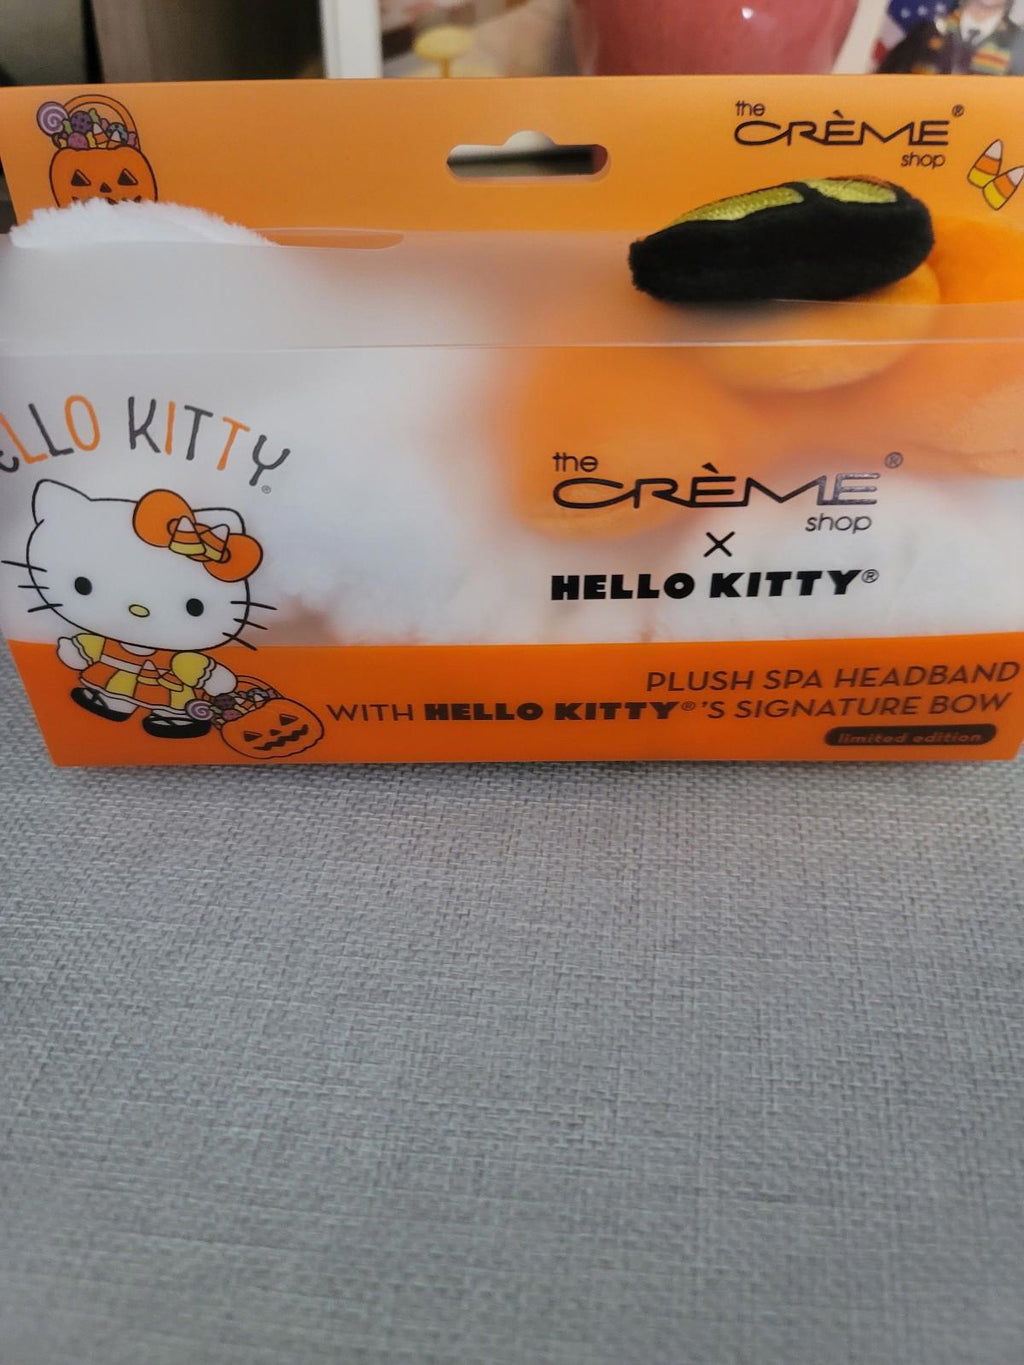 the
CRÈME®
shop
ELLO KITTY®
the
CRÈME®
shop
×
HELLO KITTY®
PLUSH SPA HEADBAND
WITH HELLO KITTY®'S SIGNATURE BOW
limited edition